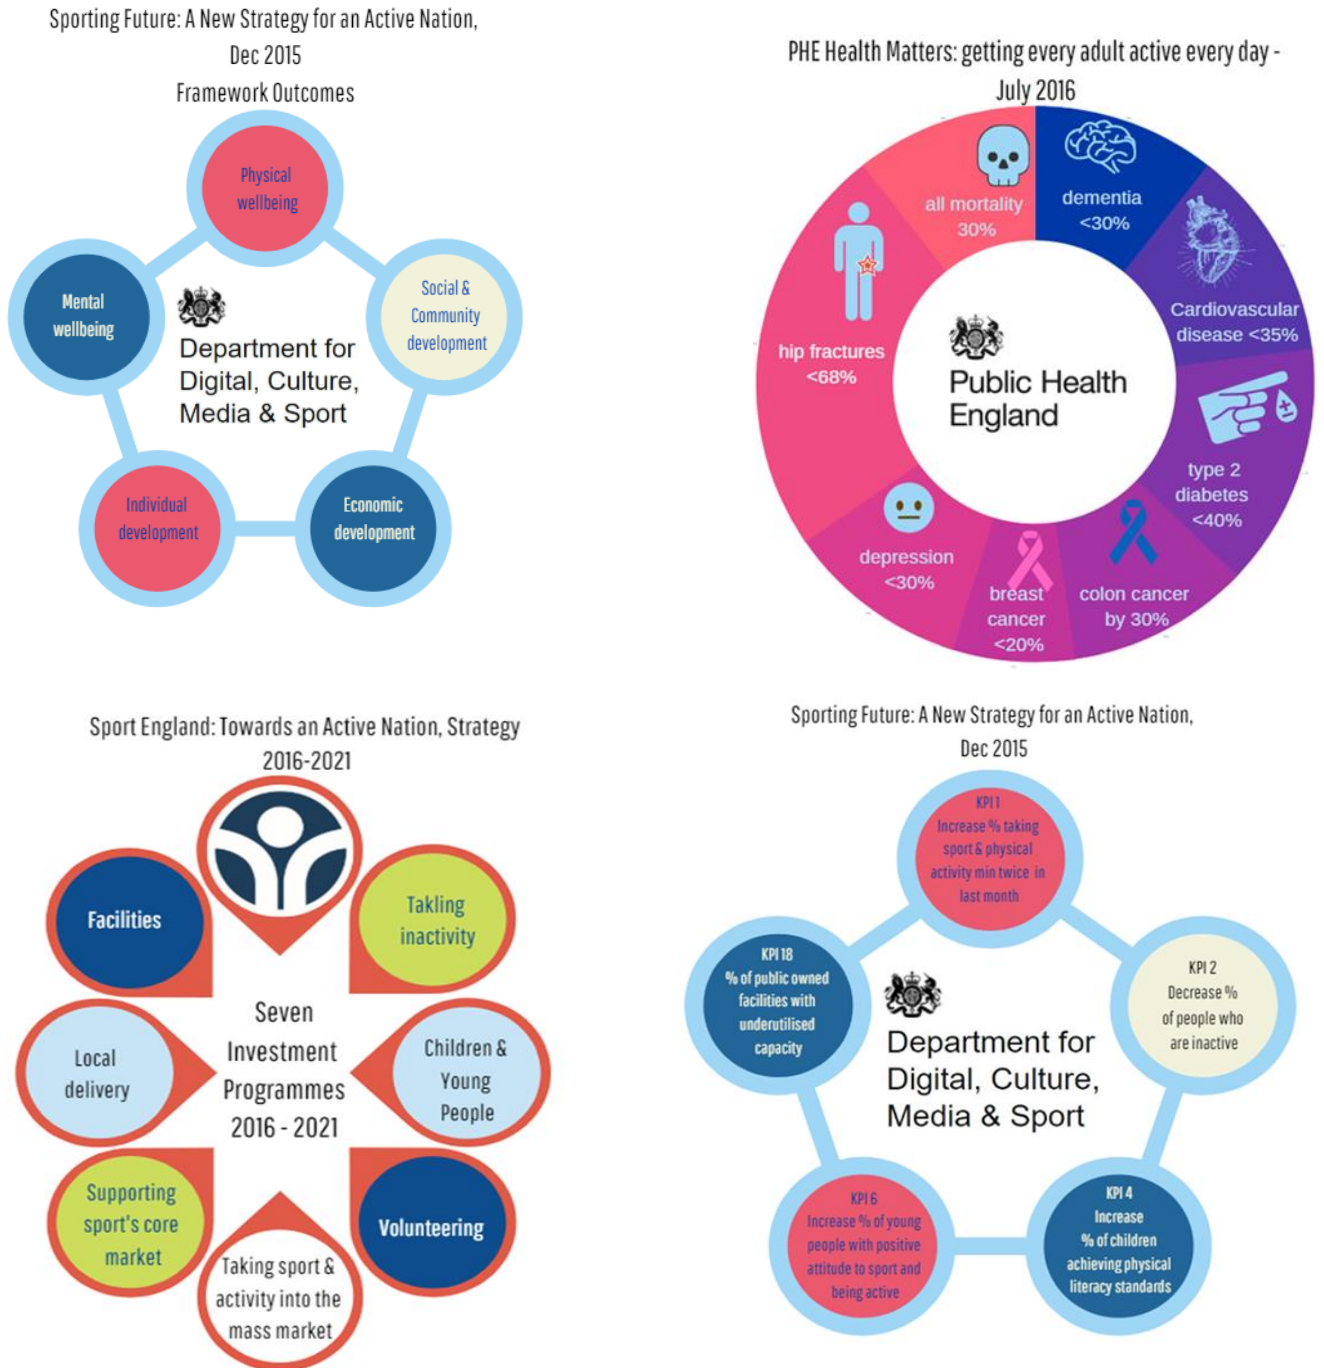 Sporting Future: A New Strategy for an Active Nation,
Dec 2015
Framework Outcomes
Physical
wellbeing
Social &
Community
development
Economic
development
Individual
development
Mental
wellbeing
Department for
Digital, Culture,
Media & Sport
PHE Health Matters: getting every adult active every day -
July 2016
dementia
<30%
Cardiovascular
disease <35%
type 2
diabetes
<40%
colon cancer
by 30%
breast
cancer
<20%
depression
<30%
hip fractures
<68%
all mortality
30%
Public Health
England
Sport England: Towards an Active Nation, Strategy
2016-2021
Takling
inactivity
Children &
Young
People
Volunteering
Taking sport &
activity into the
mass market
Supporting
sport's core
market
Local
delivery
Facilities
Seven
Investment
Programmes
2016 - 2021
Sporting Future: A New Strategy for an Active Nation,
Dec 2015
KPI 1
Increase % taking
sport & physical
activity min twice in
last month
KPI 2
Decrease %
of people who
are inactive
KPI 4
Increase
% of children
achieving physical
literacy standards
KPI 6
Increase % of young
people with positive
attitude to sport and
being active
KPI 18
% of public owned
facilities with
underutilised
capacity
Department for
Digital, Culture,
Media & Sport